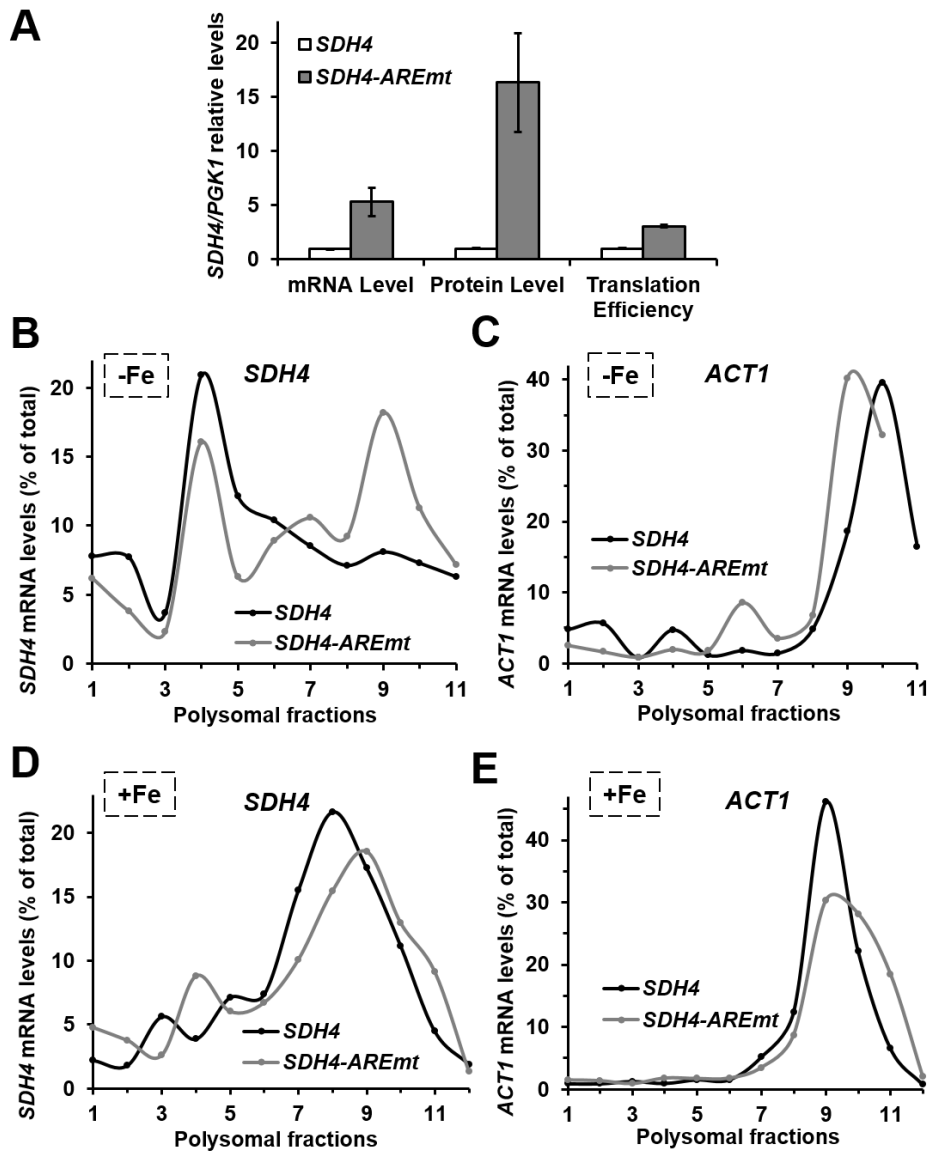 A
SDH4/PGK1 relative levels
20
15
10
5
0
SDH4
SDH4-AREmt
mRNA Level
Protein Level
Translation
Efficiency
B
-Fe
SDH4
SDH4 mRNA levels (% of total)
20
15
10
5
0
SDH4
SDH4-AREmt
1 3 5 7 9 11
Polysomal fractions
C
-Fe
ACT1
ACT1 mRNA levels (% of total)
40
30
20
10
0
SDH4
SDH4-AREmt
1 3 5 7 9 11
Polysomal fractions
D
+Fe
SDH4
SDH4 mRNA levels (% of total)
20
15
10
5
0
SDH4
SDH4-AREmt
1 3 5 7 9 11
Polysomal fractions
E
+Fe
ACT1
ACT1 mRNA levels (% of total)
40
30
20
10
0
SDH4
SDH4-AREmt
1 3 5 7 9 11
Polysomal fractions